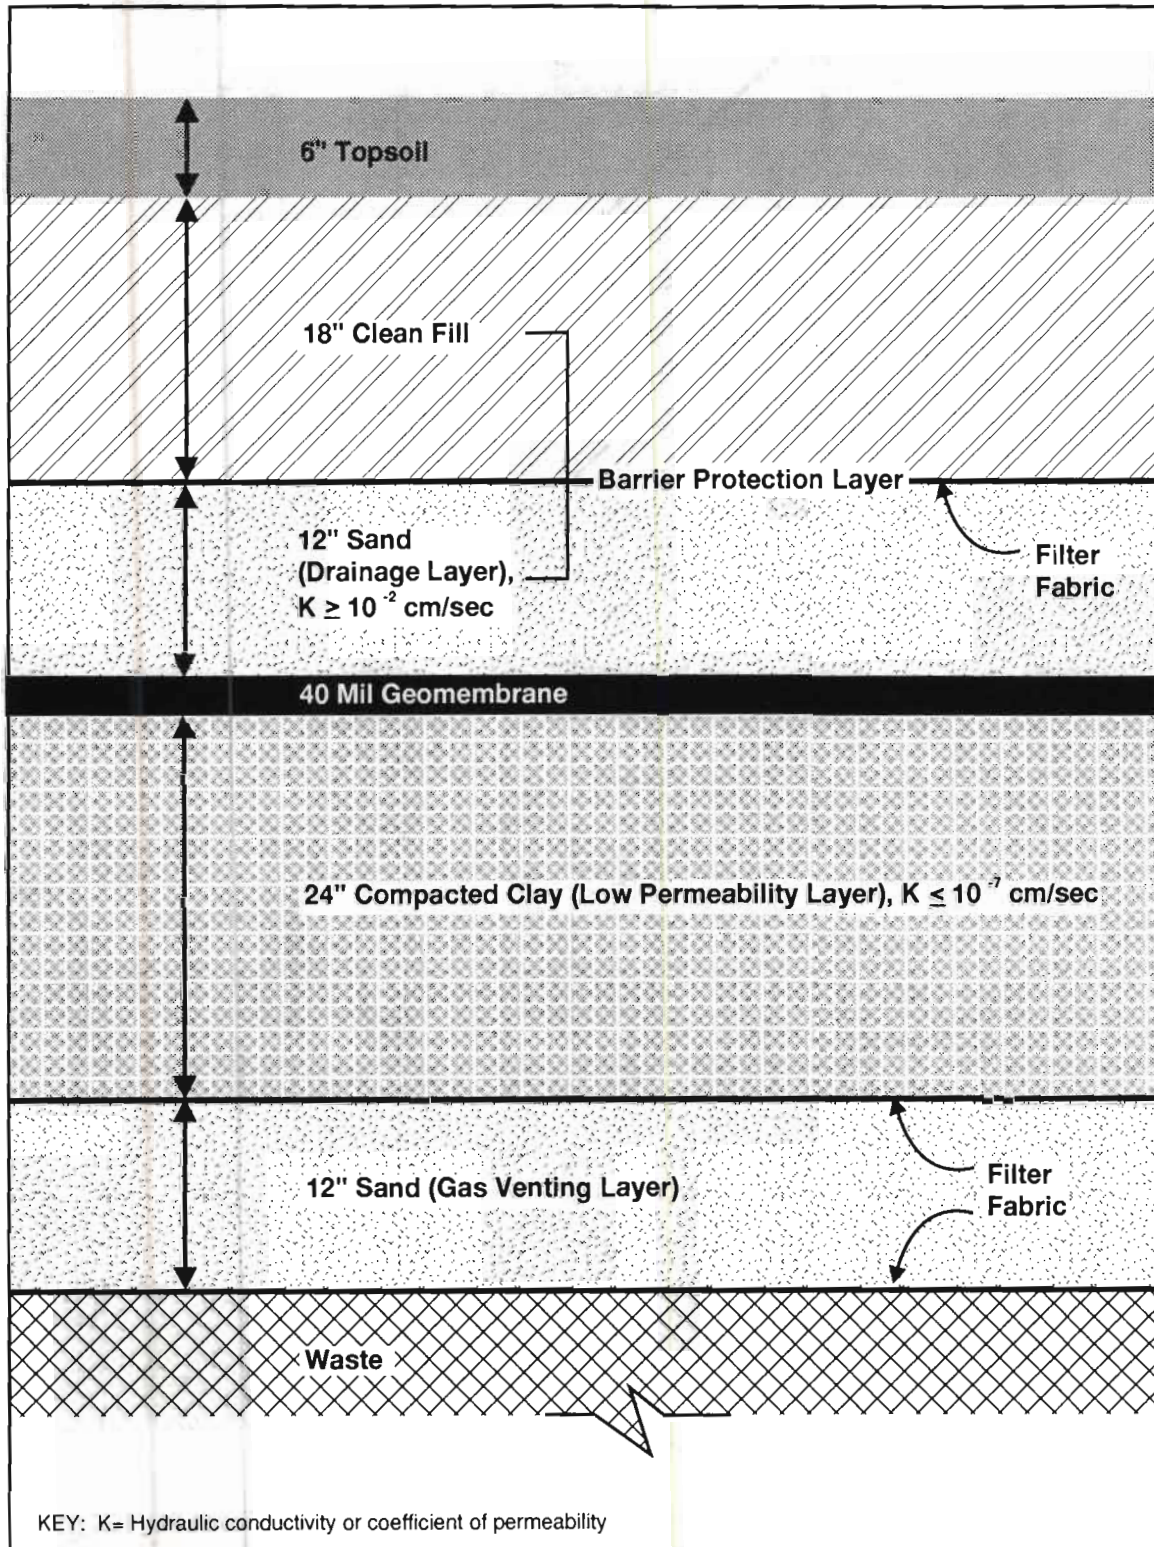 6" Topsoil
18" Clean Fill
Barrier Protection Layer
12" Sand
(Drainage Layer),
K ≥ 10 -2 cm/sec
Filter
Fabric
40 Mil Geomembrane
24" Compacted Clay (Low Permeability Layer), K ≤ 10 -7 cm/sec
12" Sand (Gas Venting Layer)
Filter
Fabric
Waste
KEY: K= Hydraulic conductivity or coefficient of permeability